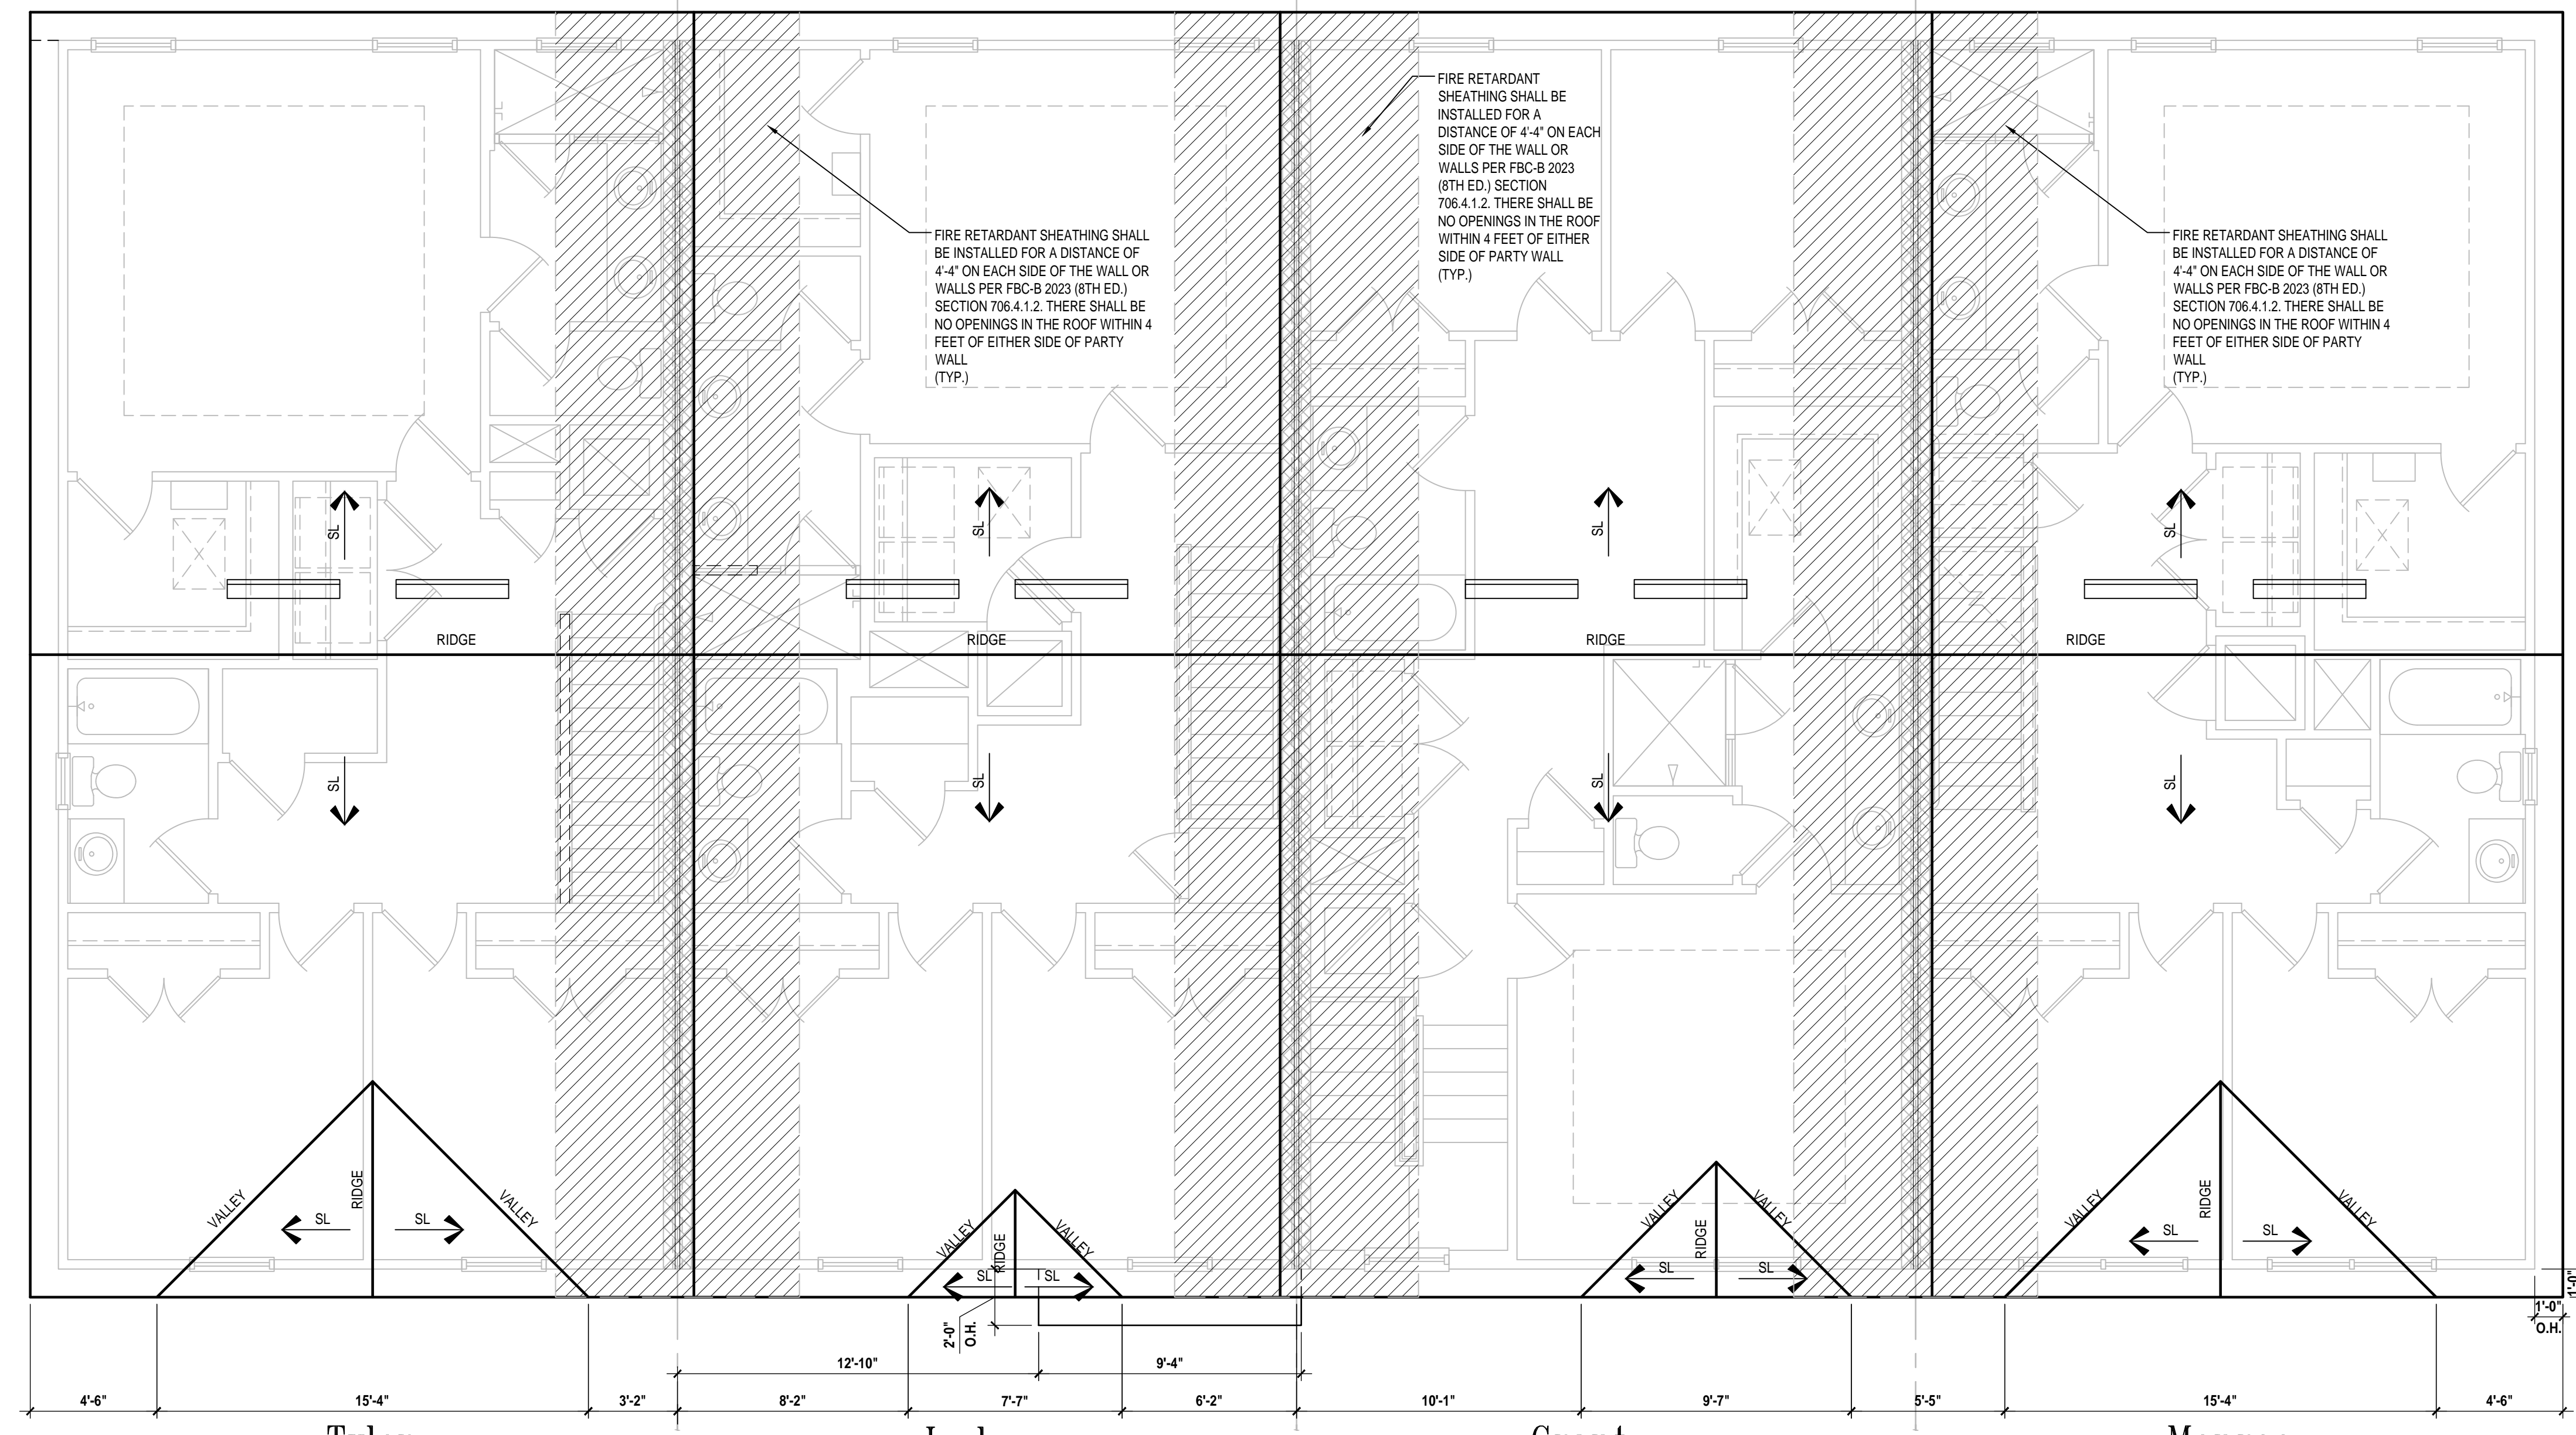 FIRE RETARDANT
SHEATHING SHALL BE
INSTALLED FOR A
DISTANCE OF 4'-4" ON EACH
SIDE OF THE WALL OR
WALLS PER FBC-B 2023
(8TH ED.) SECTION
706.4.1.2. THERE SHALL BE
NO OPENINGS IN THE ROOF
WITHIN 4 FEET OF EITHER
SIDE OF PARTY WALL
(TYP.)
FIRE RETARDANT SHEATHING SHALL
BE INSTALLED FOR A DISTANCE OF
4'-4" ON EACH SIDE OF THE WALL OR
WALLS PER FBC-B 2023 (8TH ED.)
SECTION 706.4.1.2. THERE SHALL BE
NO OPENINGS IN THE ROOF WITHIN 4
FEET OF EITHER SIDE OF PARTY
WALL
(TYP.)
FIRE RETARDANT SHEATHING SHALL
BE INSTALLED FOR A DISTANCE OF
4'-4" ON EACH SIDE OF THE WALL OR
WALLS PER FBC-B 2023 (8TH ED.)
SECTION 706.4.1.2. THERE SHALL BE
NO OPENINGS IN THE ROOF WITHIN 4
FEET OF EITHER SIDE OF PARTY
WALL
(TYP.)
SL
SL
SL
SL
RIDGE
RIDGE
RIDGE
RIDGE
SL
SL
SL
SL
VALLEY
RIDGE
VALLEY
SL
SL
VALLEY
RIDGE
VALLEY
SL
SL
VALLEY
RIDGE
VALLEY
SL
SL
VALLEY
RIDGE
VALLEY
SL
SL
2'-0"
O.H.
1'-0"
1'-0"
O.H.
12'-10"
9'-4"
4'-6"
15'-4"
3'-2"
8'-2"
7'-7"
6'-2"
10'-1"
9'-7"
5'-5"
15'-4"
4'-6"